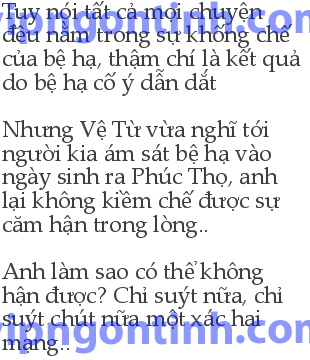 Tuy nói tất cả mọi chuyện
đều nằm trong sự khống chế
của bệ hạ, thậm chí là kết quả
do bệ hạ cố ý dẫn dắt
Nhưng Vệ Từ vừa nghĩ tới
người kia ám sát bệ hạ vào
ngày sinh ra Phúc Thọ, anh
lại không kiềm chế được sự
căm hận trong lòng..
Anh làm sao có thể không
hận được? Chỉ suýt nữa, chỉ
suýt chút nữa một xác hai
mạng..